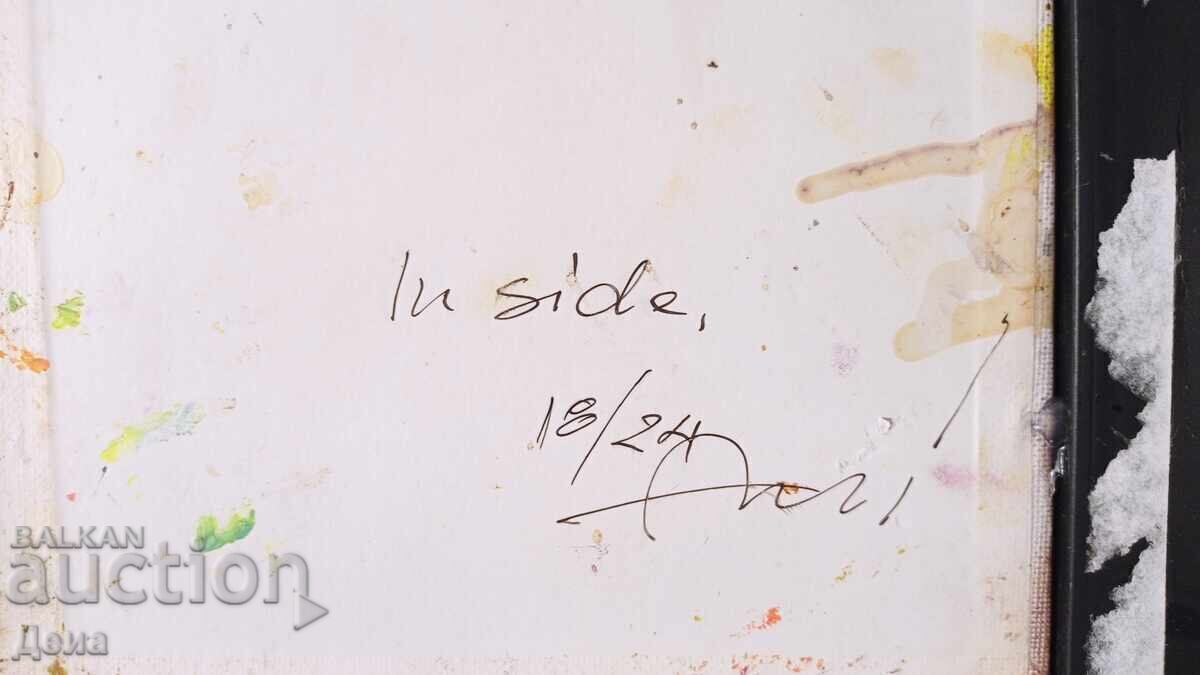 In side,
18/24
BALKAN
auction
Деиа